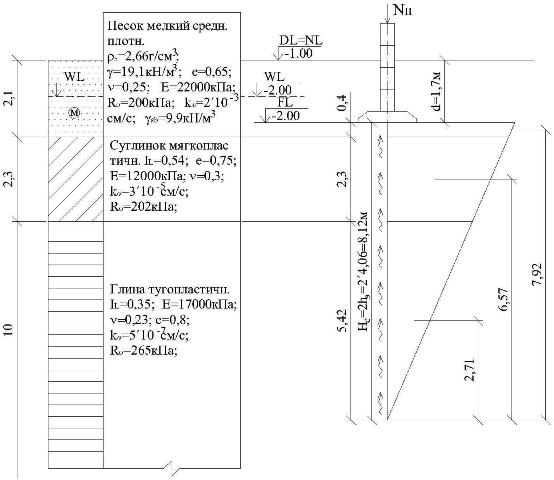 Песок мелкий средн.
плотн.
ρs=2,66г/см³;
γ=19,1кН/м³ e=0,65;
ν=0,25; E=22000кПа;
R₀=200кПа; kф=2´10⁻³
см/с; γsb=9,9кН/м³
Суглинок мягкоплас
тичн. IL=0,54; e=0,75;
E=12000кПа; ν=0,3;
kф=3´10⁻⁵см/с;
R₀=202кПа;
Глина тугопластичн.
IL=0,35; E=17000кПа;
ν=0,23; e=0,8;
kф=5´10⁻⁷см/с;
R₀=265кПа;
2,1
2,3
10
WL
м
NII
DL=NL
-1.00
WL
-2.00
FL
-2.00
d=1,7м
0,4
2,3
5,42
Hc=2hэ=2´4,06=8,12м
2,71
6,57
7,92